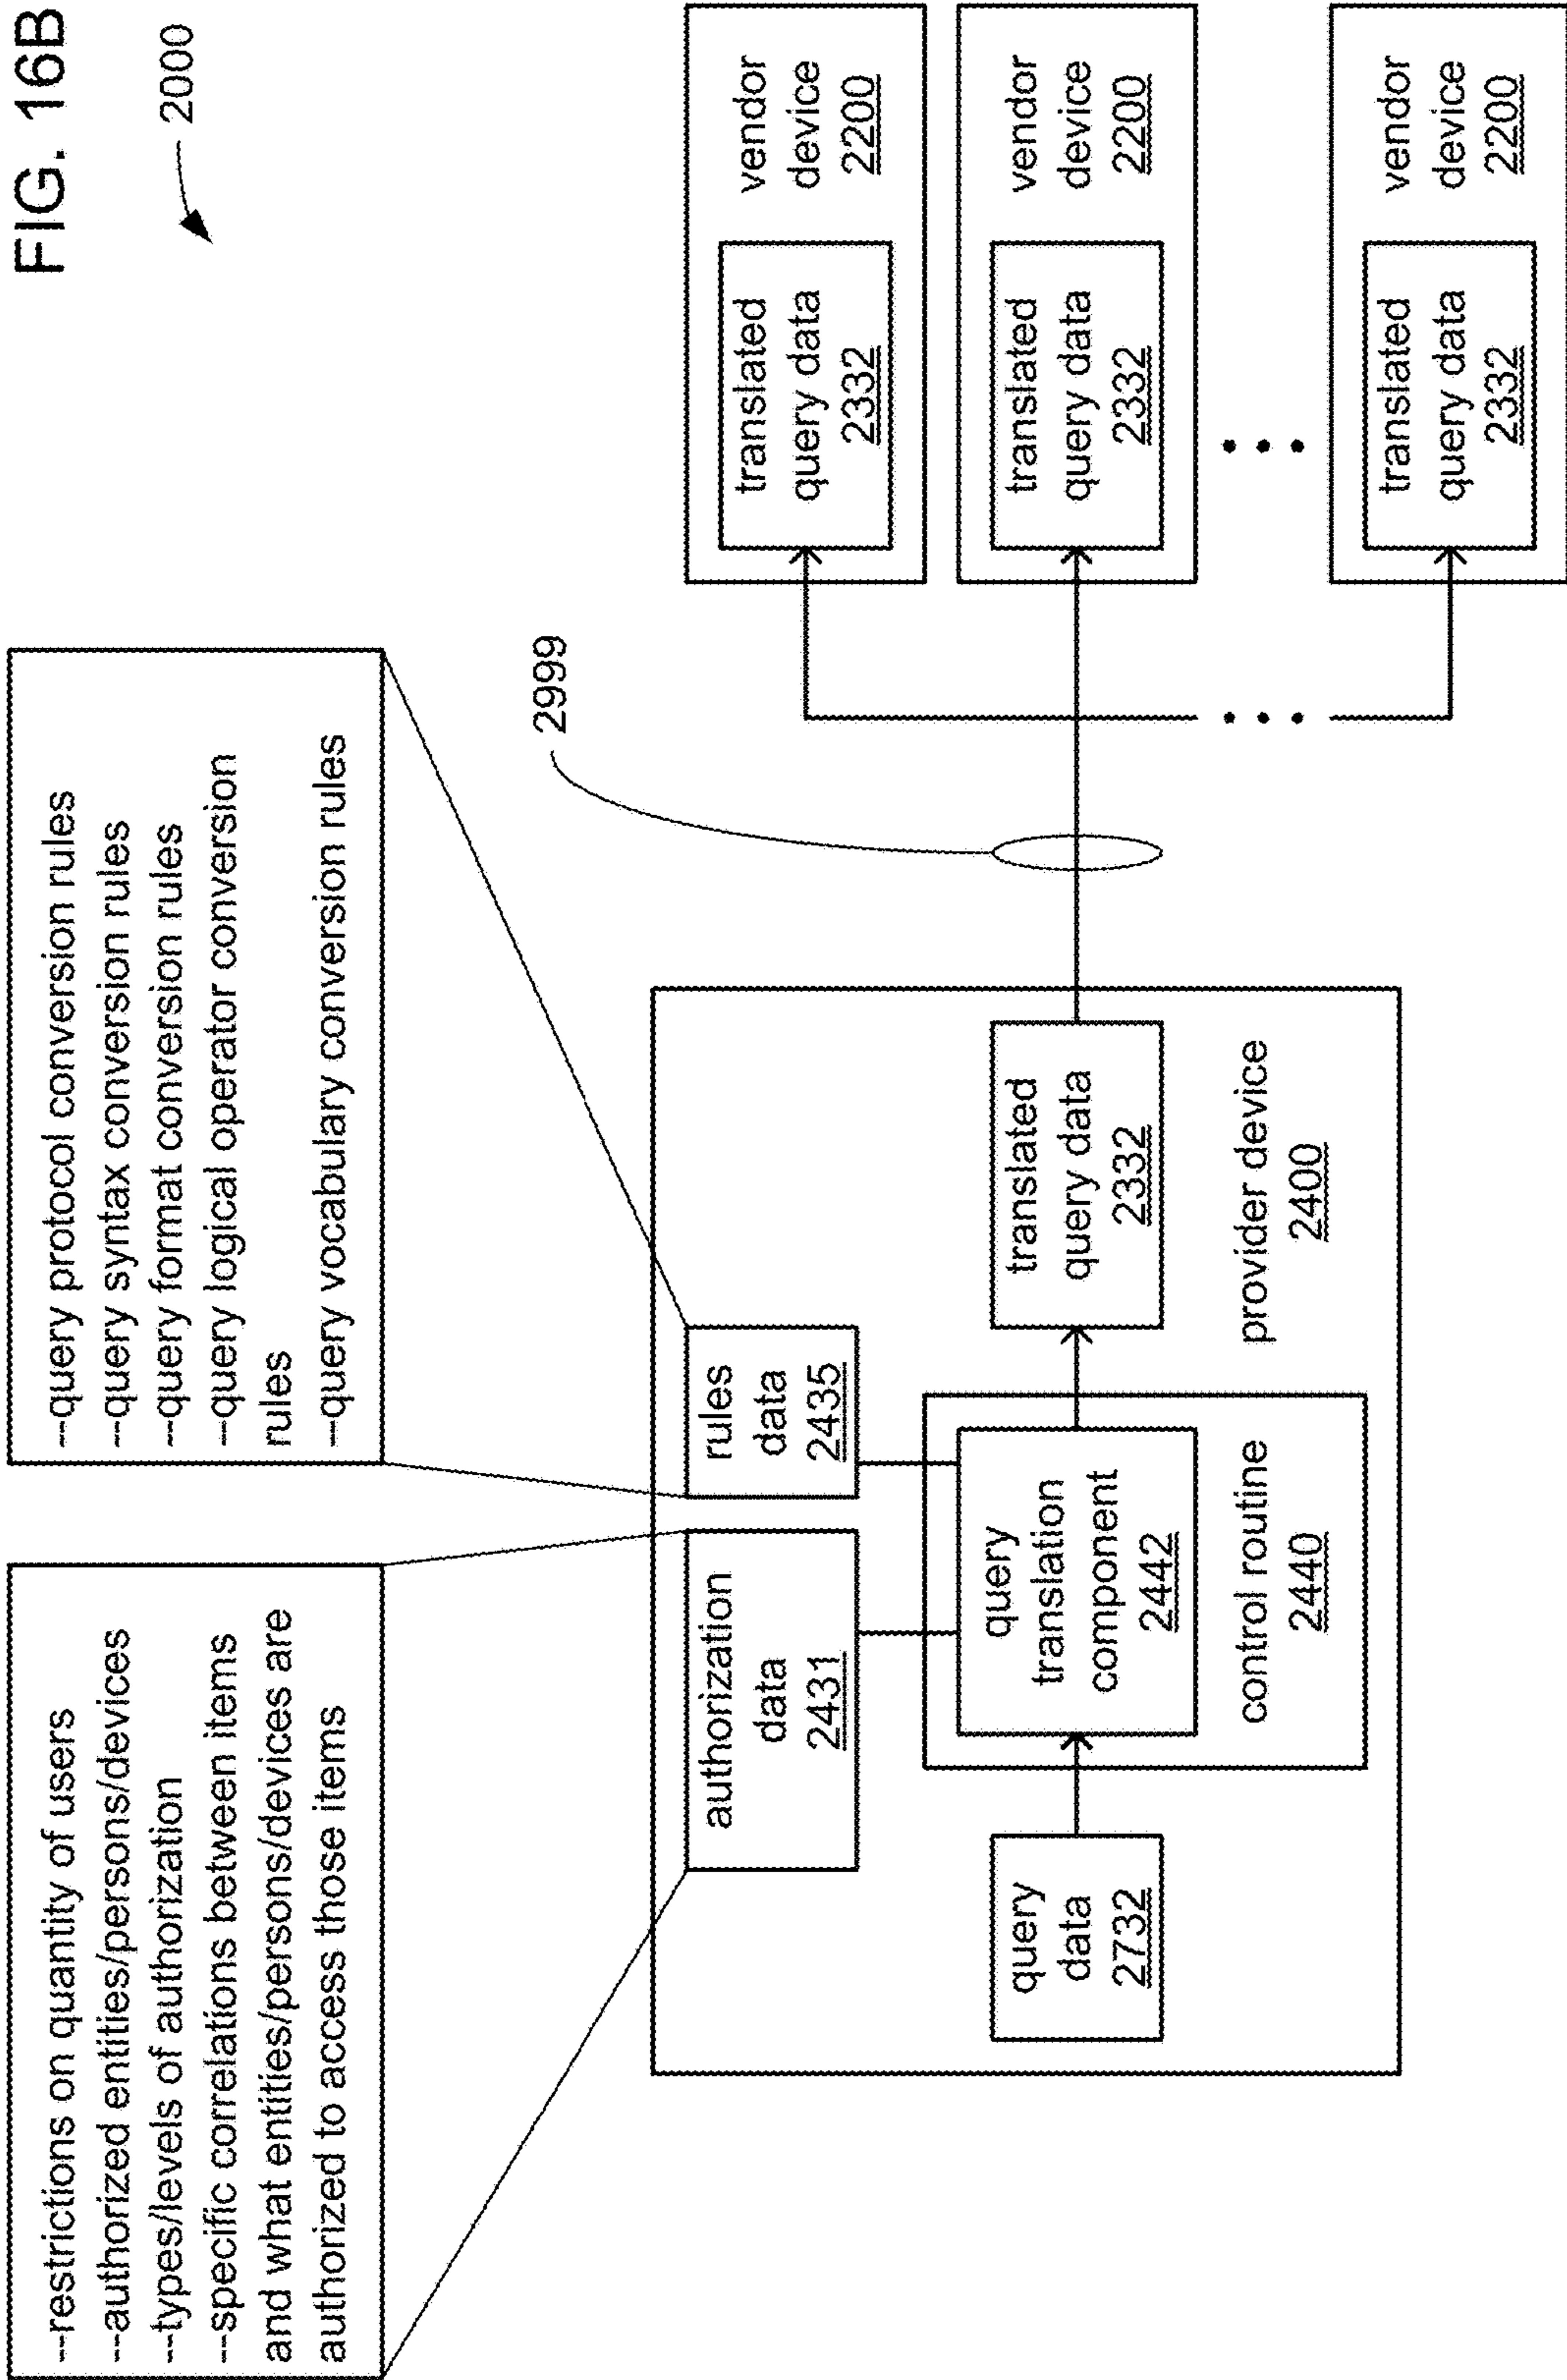 FIG. 16B
2000
--restrictions on quantity of users
--authorized entities/persons/devices
--types/levels of authorization
--specific correlations between items
and what entities/persons/devices are
authorized to access those items
--query protocol conversion rules
--query syntax conversion rules
--query format conversion rules
--query logical operator conversion
rules
--query vocabulary conversion rules
authorization
data
2431
rules
data
2435
2999
query
data
2732
query
translation
component
2442
control routine
2440
translated
query data
2332
provider device
2400
translated
query data
2332
vendor
device
2200
translated
query data
2332
vendor
device
2200
translated
query data
2332
vendor
device
2200